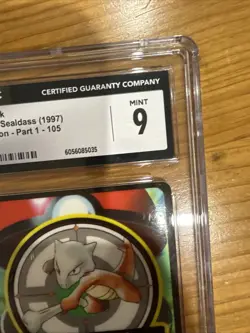 CERTIFIED GUARANTY COMPANY
k
Sealdass (1997)
on - Part 1 - 105
6056085035
MINT
9